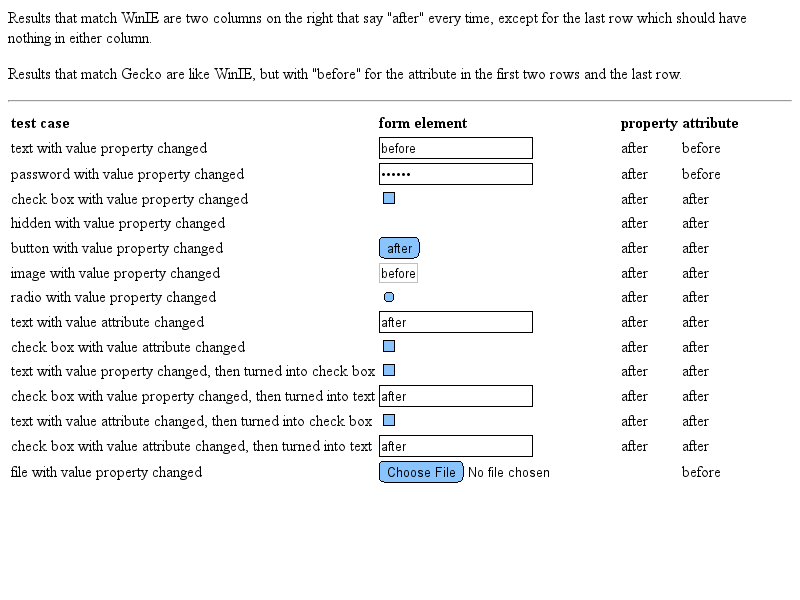 Results that match WinIE are two columns on the right that say "after" every time, except for the last row which should have
nothing in either column.
Results that match Gecko are like WinIE, but with "before" for the attribute in the first two rows and the last row.
test case form element property attribute
text with value property changed before after before
password with value property changed •••••• after before
check box with value property changed after after
hidden with value property changed after after
button with value property changed after after after
image with value property changed before after after
radio with value property changed after after
text with value attribute changed after after after
check box with value attribute changed after after
text with value property changed, then turned into check box after after
check box with value property changed, then turned into text after after after
text with value attribute changed, then turned into check box after after
check box with value attribute changed, then turned into text after after after
file with value property changed Choose File No file chosen before